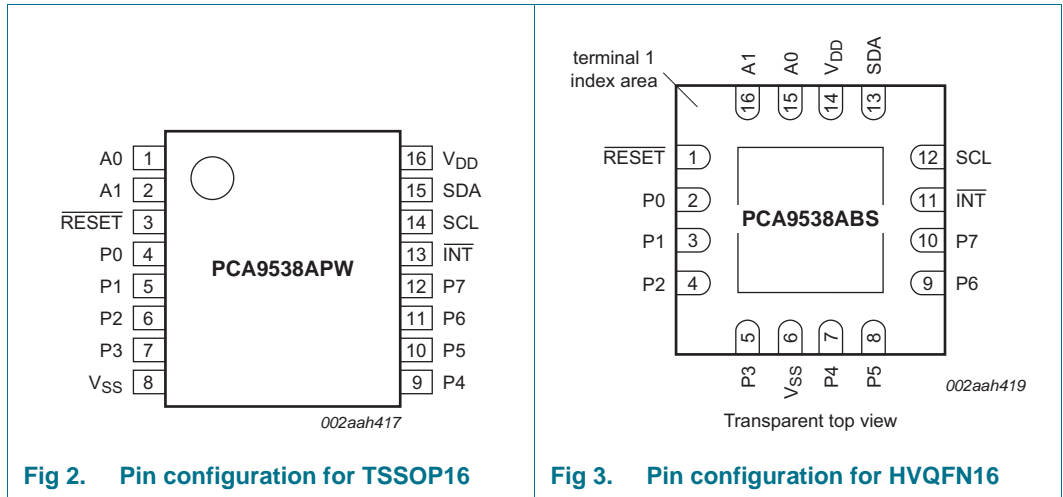 A0 1
A1 2
RESET 3
P0 4
P1 5
P2 6
P3 7
VSS 8
PCA9538APW
16 VDD
15 SDA
14 SCL
13 INT
12 P7
11 P6
10 P5
9 P4
002aah417
Fig 2. Pin configuration for TSSOP16
terminal 1
index area
A1 A0 VDD SDA
16 15 14 13
RESET 1
P0 2
P1 3
P2 4
PCA9538ABS
12 SCL
11 INT
10 P7
9 P6
5 6 7 8
P3 VSS P4 P5
002aah419
Transparent top view
Fig 3. Pin configuration for HVQFN16